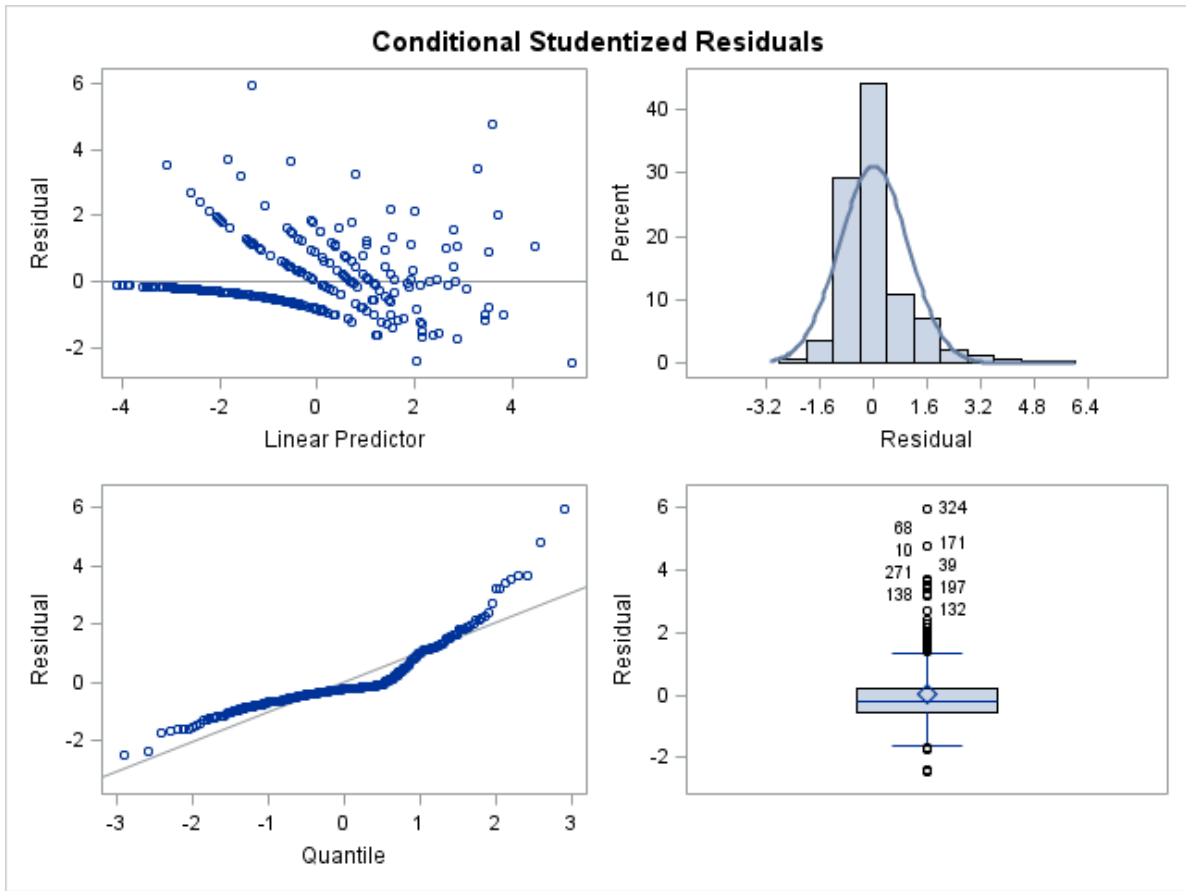 Conditional Studentized Residuals
6
4
2
0
-2
Residual
-4 -2 0 2 4
Linear Predictor
40
30
20
10
0
Percent
-3.2 -1.6 0 1.6 3.2 4.8 6.4
Residual
6
4
2
0
-2
Residual
-3 -2 -1 0 1 2 3
Quantile
6
4
2
0
-2
Residual
324
68
171
10
39
271
197
138
132